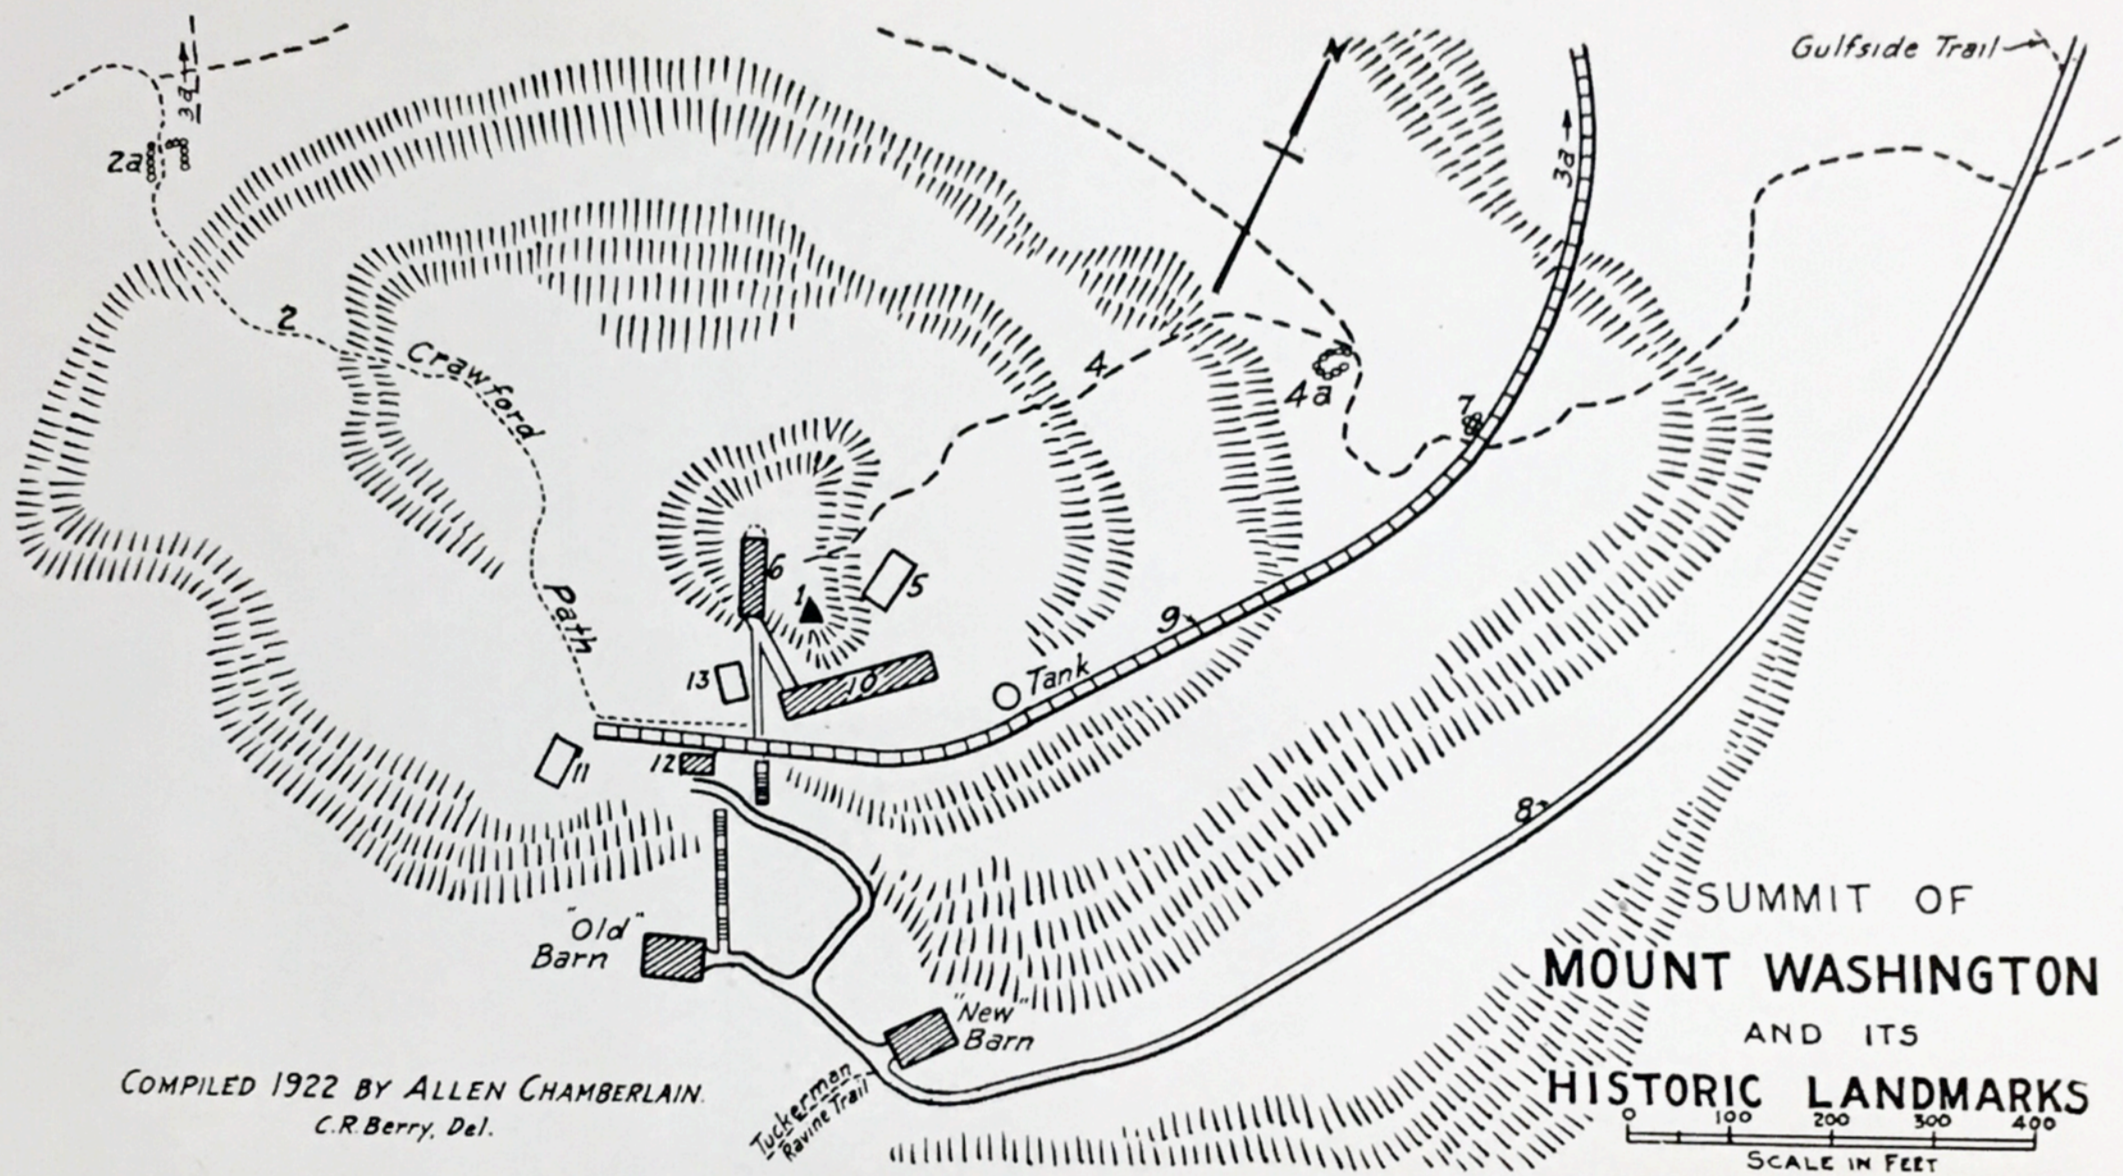 Gulfside Trail
N
3a
2a
3a
2
Crawford
Path
4
4a
7
6
5
1
9
13
10
Tank
11
12
8
"Old"
Barn
"New"
Barn
Tuckerman
Ravine Trail
SUMMIT OF
MOUNT WASHINGTON
AND ITS
HISTORIC LANDMARKS
0 100 200 300 400
SCALE IN FEET
COMPILED 1922 BY ALLEN CHAMBERLAIN.
C.R. Berry, Del.